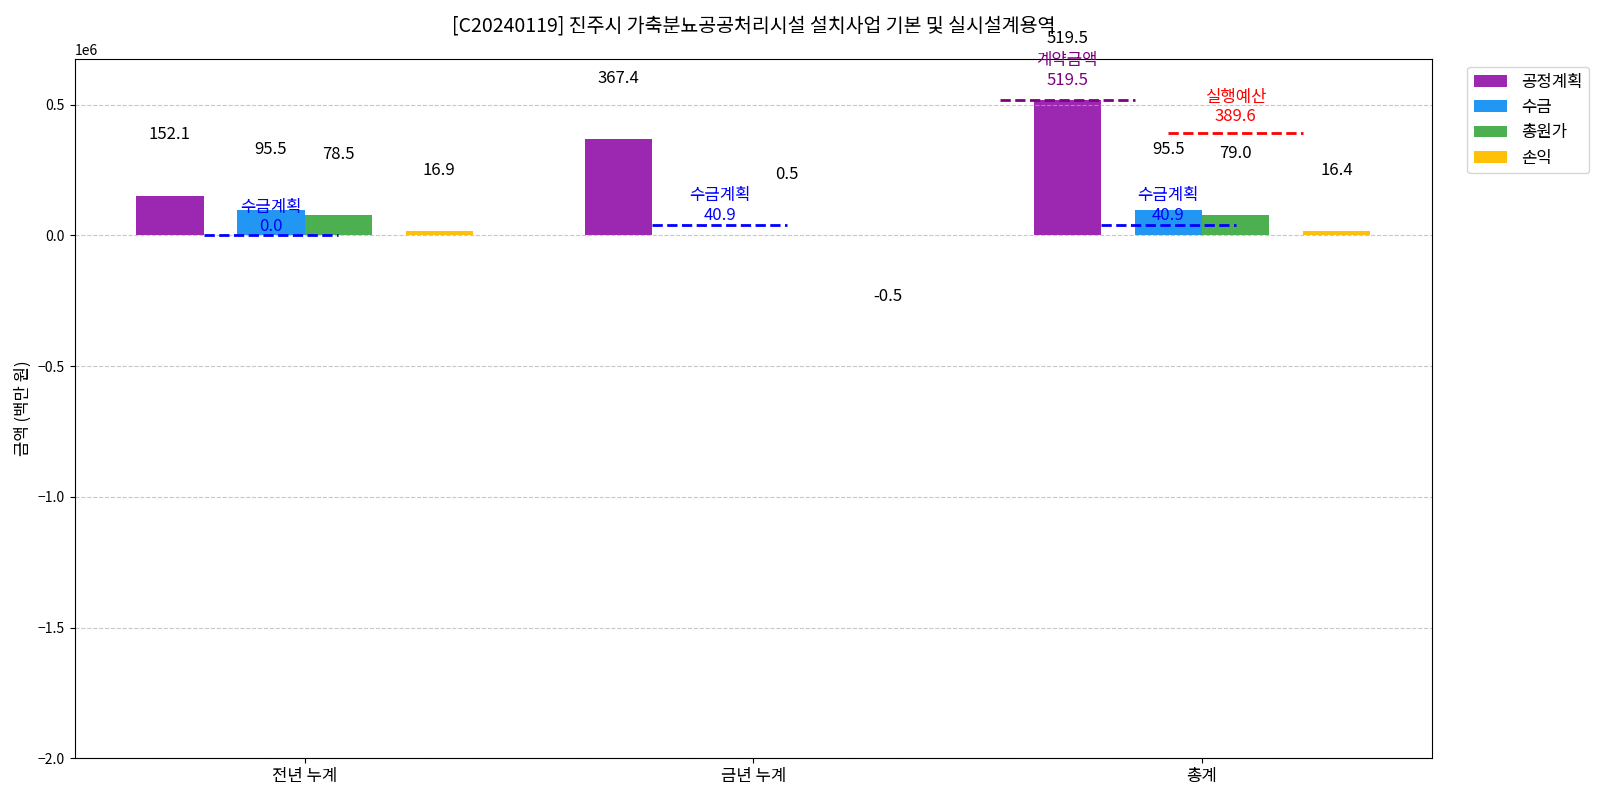 [C20240119] 진주시 가축분뇨공공처리시설 설치사업 기본 및 실시설계용역
1e6
금액 (백만 원)
0.5
0.0
−0.5
−1.0
−1.5
−2.0
152.1
95.5
78.5
16.9
수금계획
0.0
367.4
0.5
수금계획
40.9
-0.5
519.5
계약금액
519.5
실행예산
389.6
95.5
79.0
16.4
수금계획
40.9
전년 누계
금년 누계
총계
공정계획
수금
총원가
손익